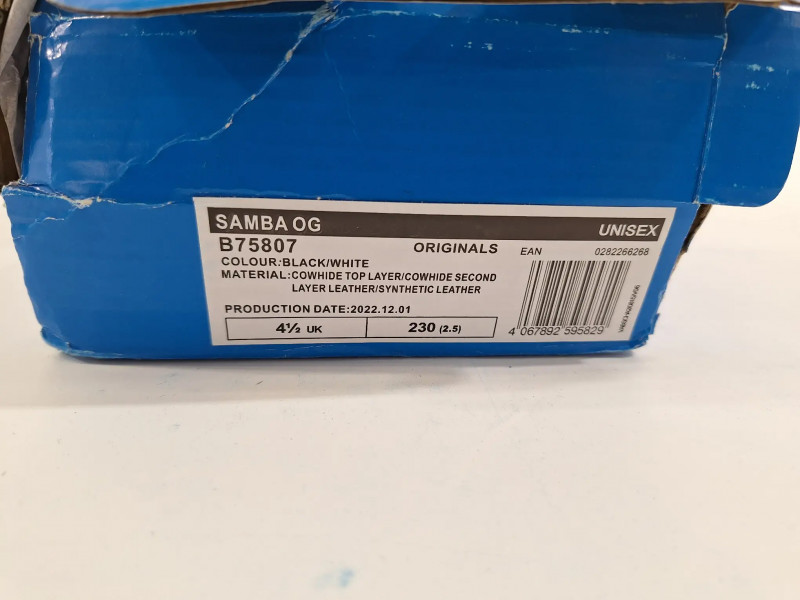 SAMBA OG UNISEX
B75807 ORIGINALS EAN 0282266268
COLOUR:BLACK/WHITE
MATERIAL:COWHIDE TOP LAYER/COWHIDE SECOND
LAYER LEATHER/SYNTHETIC LEATHER
PRODUCTION DATE:2022.12.01
4½ UK 230 (2.5)
4 067892 595829